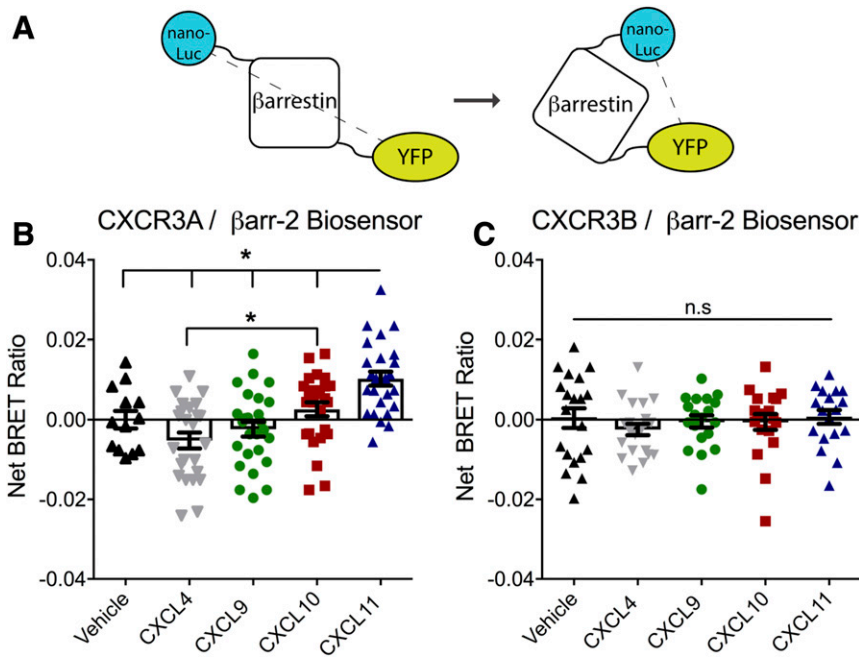 A
nano-
Luc
βarrestin
YFP
nano-
Luc
βarrestin
YFP
B
CXCR3A / βarr-2 Biosensor
Net BRET Ratio
0.04
0.02
0.00
-0.02
-0.04
*
*
Vehicle
CXCL4
CXCL9
CXCL10
CXCL11
C
CXCR3B / βarr-2 Biosensor
Net BRET Ratio
0.04
0.02
0.00
-0.02
-0.04
n.s
Vehicle
CXCL4
CXCL9
CXCL10
CXCL11